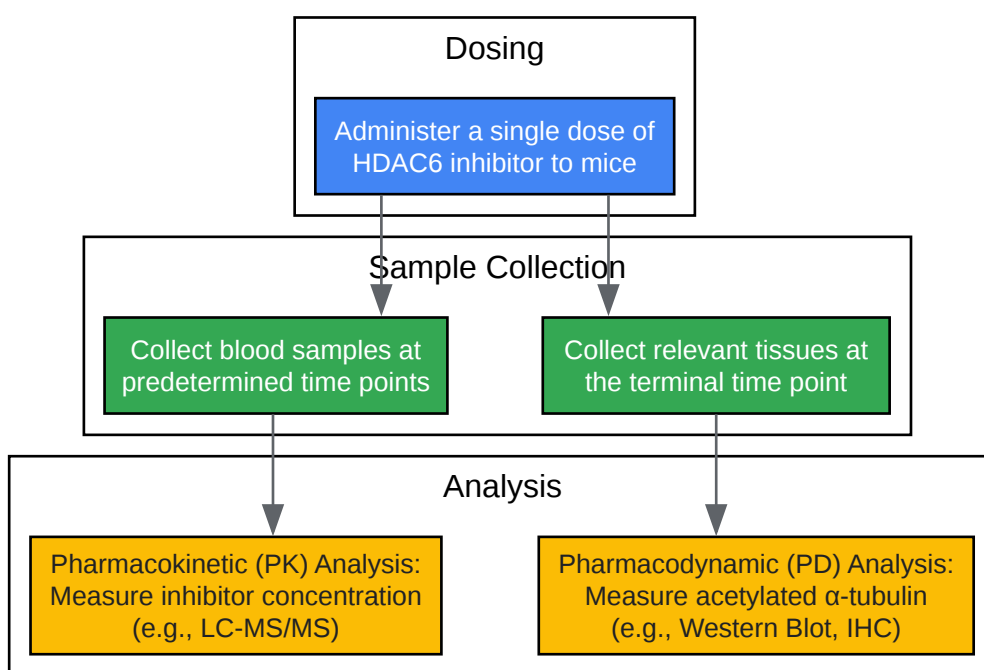 Dosing
Administer a single dose of
HDAC6 inhibitor to mice
Sample Collection
Collect blood samples at
predetermined time points
Collect relevant tissues at
the terminal time point
Analysis
Pharmacokinetic (PK) Analysis:
Measure inhibitor concentration
(e.g., LC-MS/MS)
Pharmacodynamic (PD) Analysis:
Measure acetylated α-tubulin
(e.g., Western Blot, IHC)